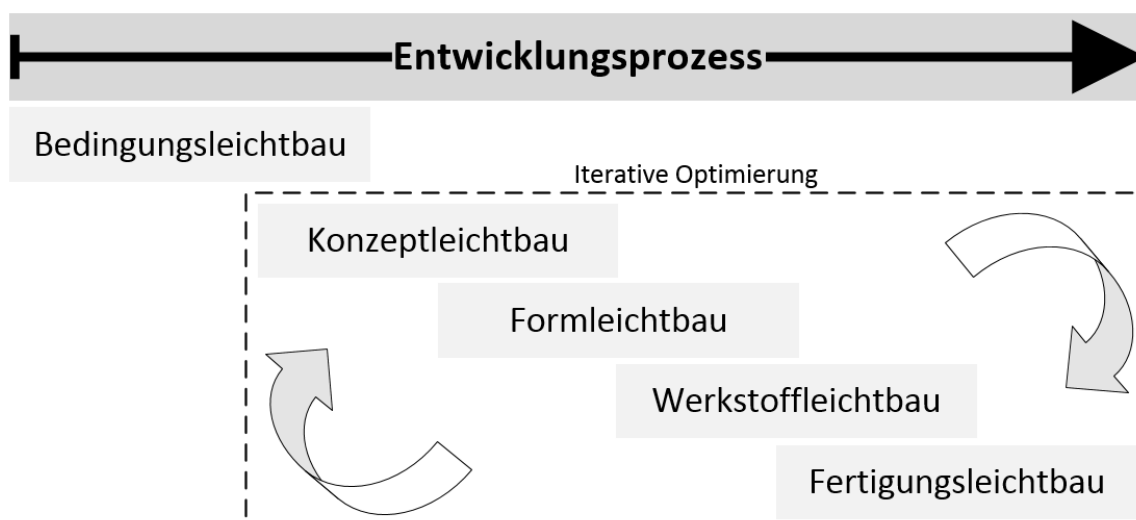 Entwicklungsprozess
Bedingungsleichtbau
Iterative Optimierung
Konzeptleichtbau
Formleichtbau
Werkstoffleichtbau
Fertigungsleichtbau